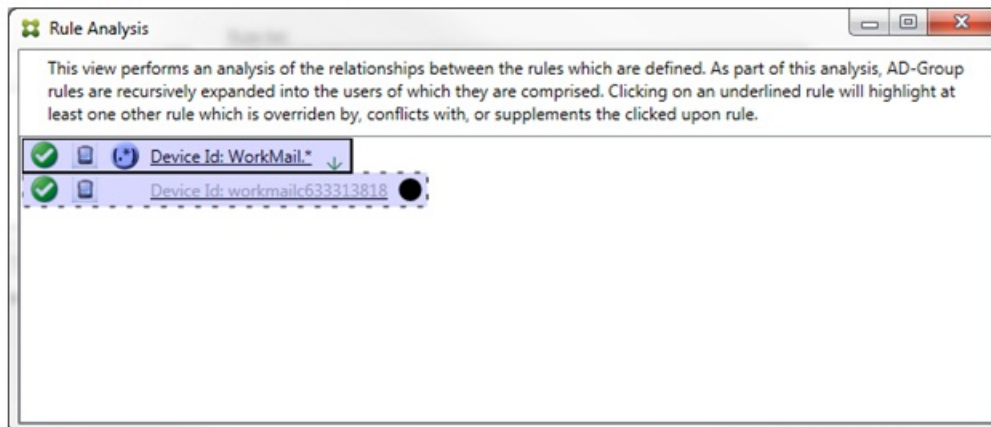 Rule Analysis
This view performs an analysis of the relationships between the rules which are defined. As part of this analysis, AD-Group
rules are recursively expanded into the users of which they are comprised. Clicking on an underlined rule will highlight at
least one other rule which is overriden by, conflicts with, or supplements the clicked upon rule.
(.*) Device Id: WorkMail.*
Device Id: workmailc633313818